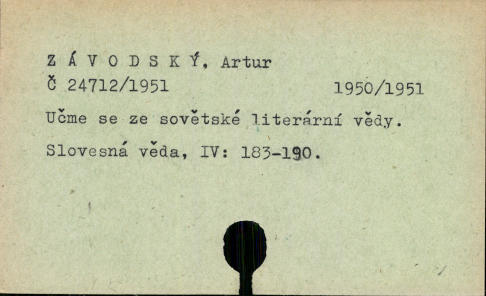 Z Á V O D S K Ý, Artur
Č 24712/1951 1950/1951
Učme se ze sovětské literární vědy.
Slovesná věda, IV: 183-190.